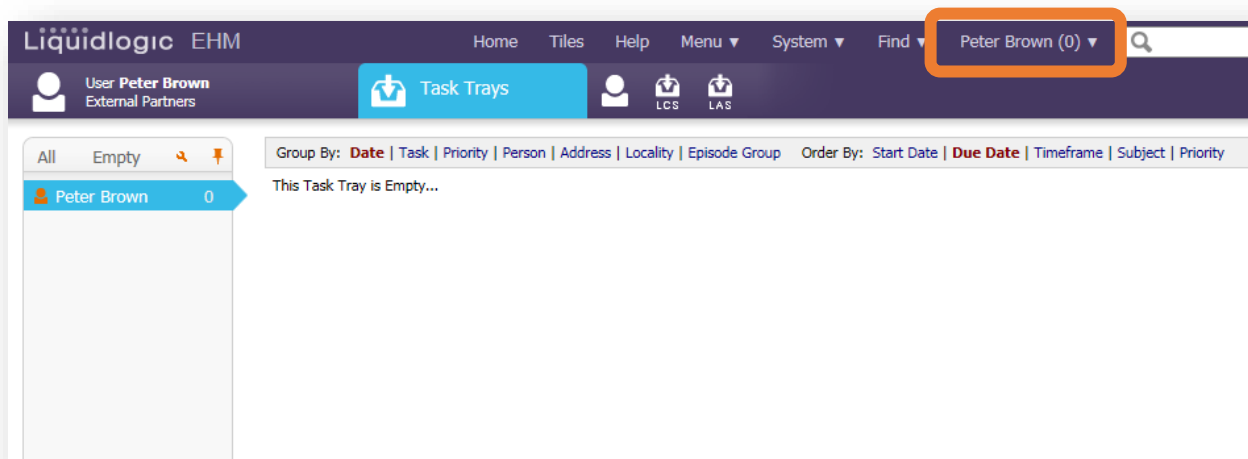 Liquidlogic EHM Home Tiles Help Menu ▼ System ▼ Find ▼ Peter Brown (0) ▼
User Peter Brown
External Partners
Task Trays
LCS LAS
All Empty
Group By: Date | Task | Priority | Person | Address | Locality | Episode Group Order By: Start Date | Due Date | Timeframe | Subject | Priority
Peter Brown 0
This Task Tray is Empty...